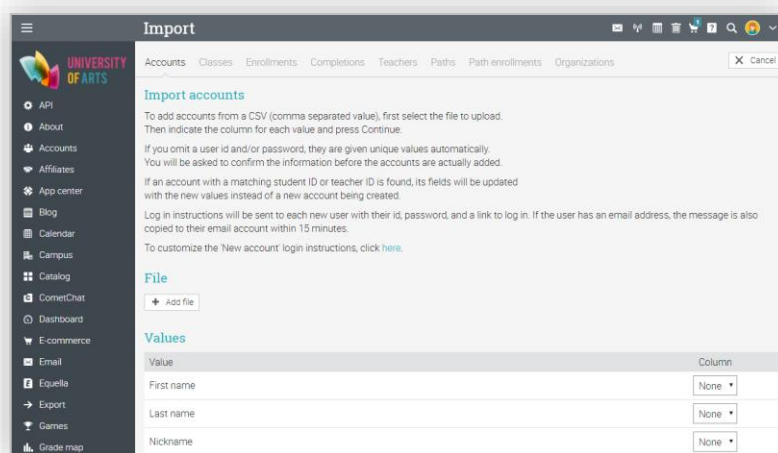 Import
1
UNIVERSITY
OF ARTS
API
About
Accounts
Affiliates
App center
Blog
Calendar
Campus
Catalog
CometChat
Dashboard
E-commerce
Email
Equella
Export
Games
Grade map
Accounts Classes Enrollments Completions Teachers Paths Path enrollments Organizations
X Cancel
Import accounts
To add accounts from a CSV (comma separated value), first select the file to upload.
Then indicate the column for each value and press Continue.
If you omit a user id and/or password, they are given unique values automatically.
You will be asked to confirm the information before the accounts are actually added.
If an account with a matching student ID or teacher ID is found, its fields will be updated
with the new values instead of a new account being created.
Log in instructions will be sent to each new user with their id, password, and a link to log in. If the user has an email address, the message is also
copied to their email account within 15 minutes.
To customize the 'New account' login instructions, click here.
File
+ Add file
Values
Value Column
First name None
Last name None
Nickname None